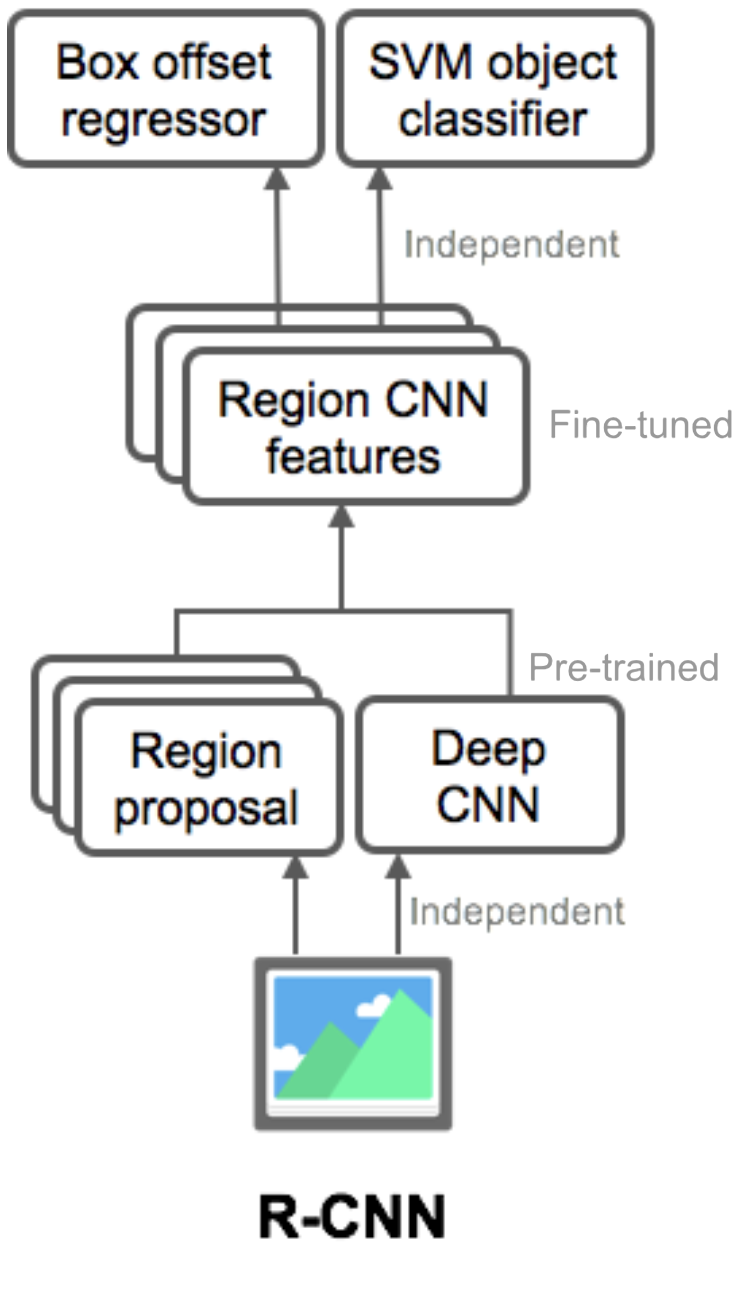 Box offset
regressor
SVM object
classifier
Independent
Region CNN
features
Fine-tuned
Pre-trained
Region
proposal
Deep
CNN
Independent
R-CNN